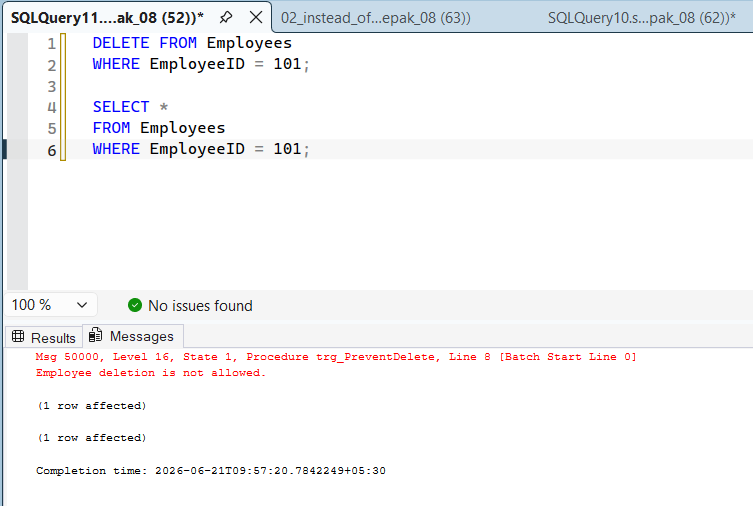 SQLQuery11....ak_08 (52))*
02_instead_of...epak_08 (63))
SQLQuery10.s...pak_08 (62))*
1 DELETE FROM Employees
2 WHERE EmployeeID = 101;
3
4 SELECT *
5 FROM Employees
6 WHERE EmployeeID = 101;
100 %
No issues found
Results
Messages
Msg 50000, Level 16, State 1, Procedure trg_PreventDelete, Line 8 [Batch Start Line 0]
Employee deletion is not allowed.
(1 row affected)
(1 row affected)
Completion time: 2026-06-21T09:57:20.7842249+05:30